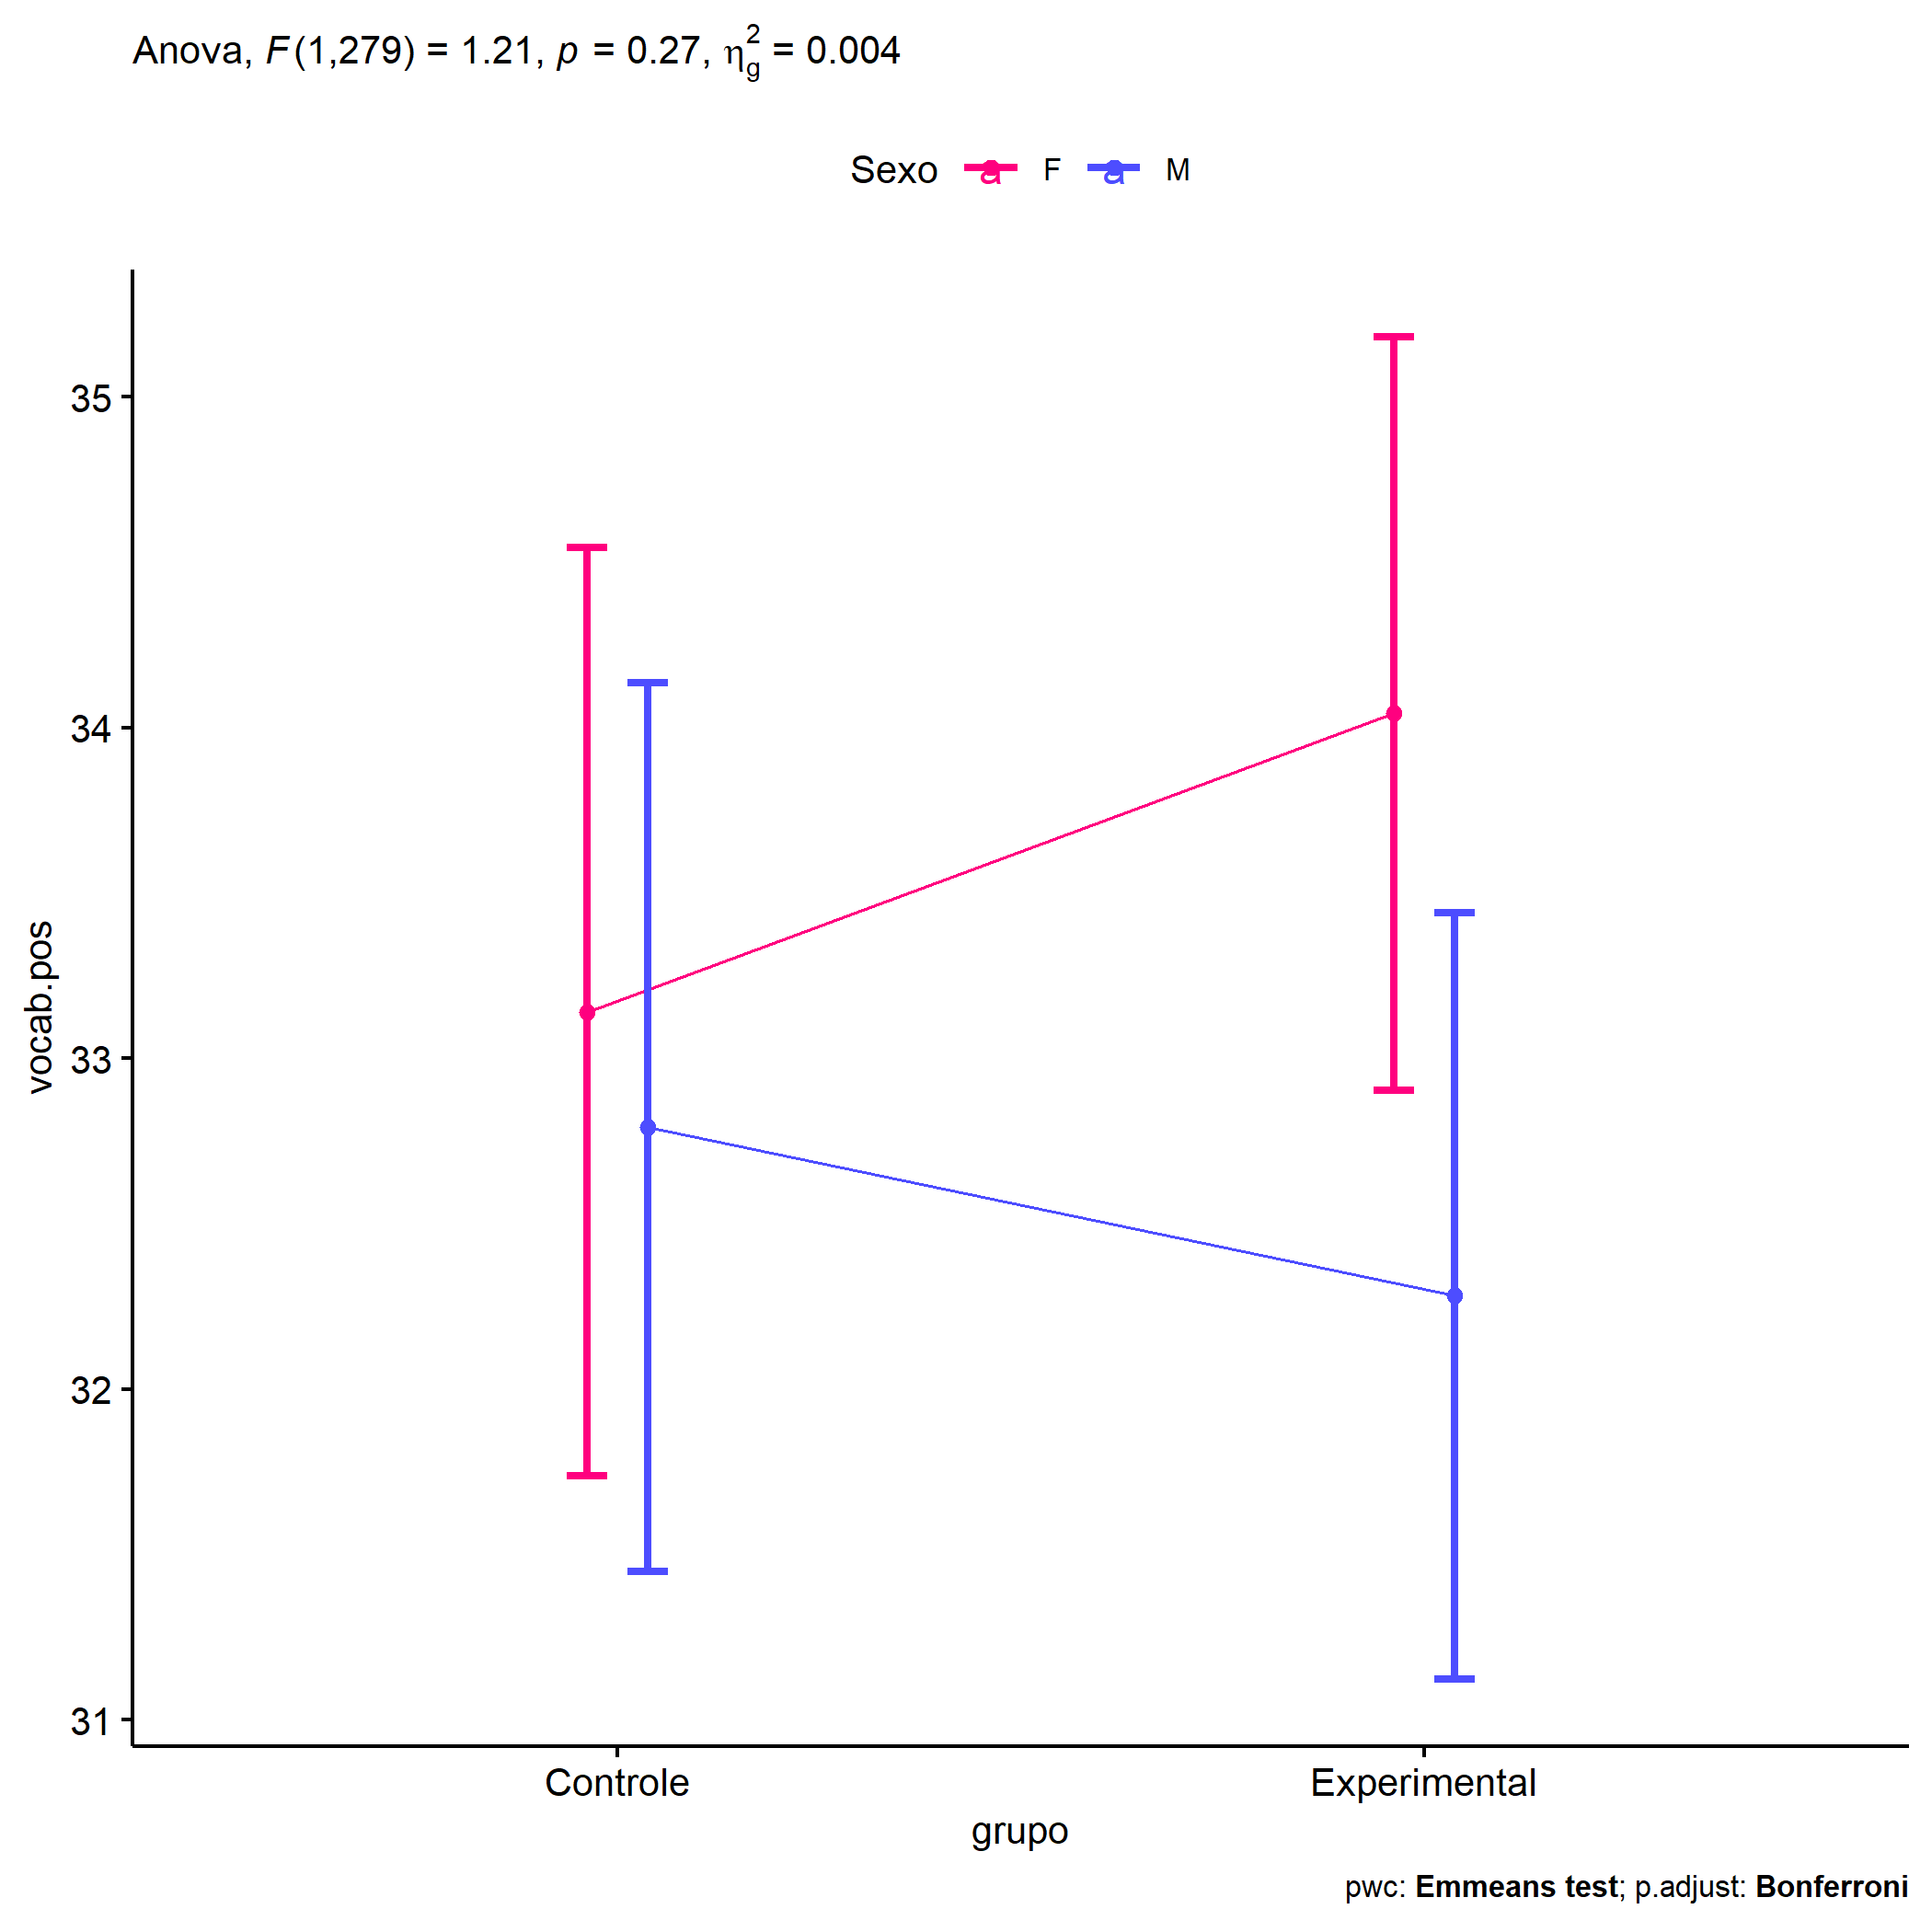 Anova, F(1,279) = 1.21, p = 0.27, η²g = 0.004
Sexo a F a M
35
34
33
32
31
vocab.pos
Controle Experimental
grupo
pwc: Emmeans test; p.adjust: Bonferroni